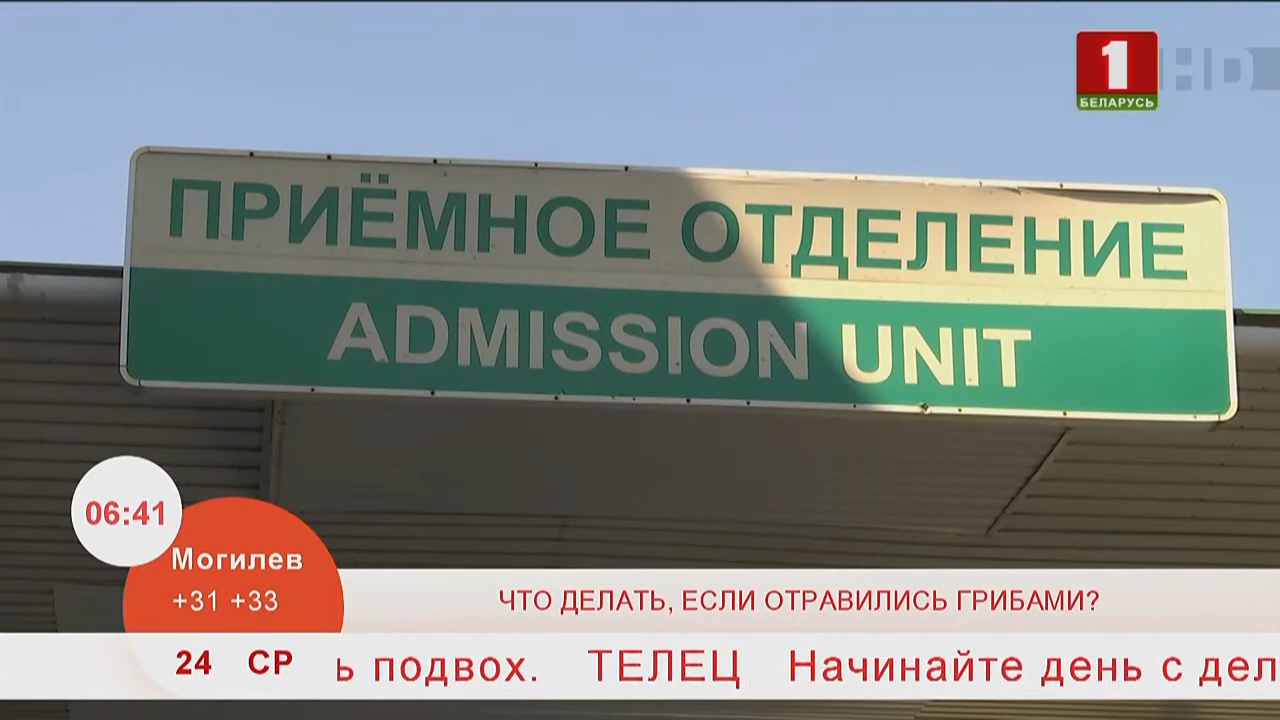 1
БЕЛАРУСЬ
HD
ПРИЁМНОЕ ОТДЕЛЕНИЕ
ADMISSION UNIT
06:41
Могилев
+31 +33
ЧТО ДЕЛАТЬ, ЕСЛИ ОТРАВИЛИСЬ ГРИБАМИ?
24 СР ь подвох. ТЕЛЕЦ Начинайте день с дел